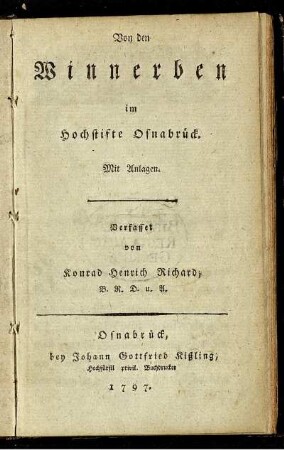 Von den
Winnerben
im
Hochstifte Osnabrück.
Mit Anlagen.
Verfasset
von
Konrad Henrich Richard,
B. R. D. u. A.
Osnabrück,
bey Johann Gottfried Kißling,
Hochfürstl privil. Buchdrucker
1797.